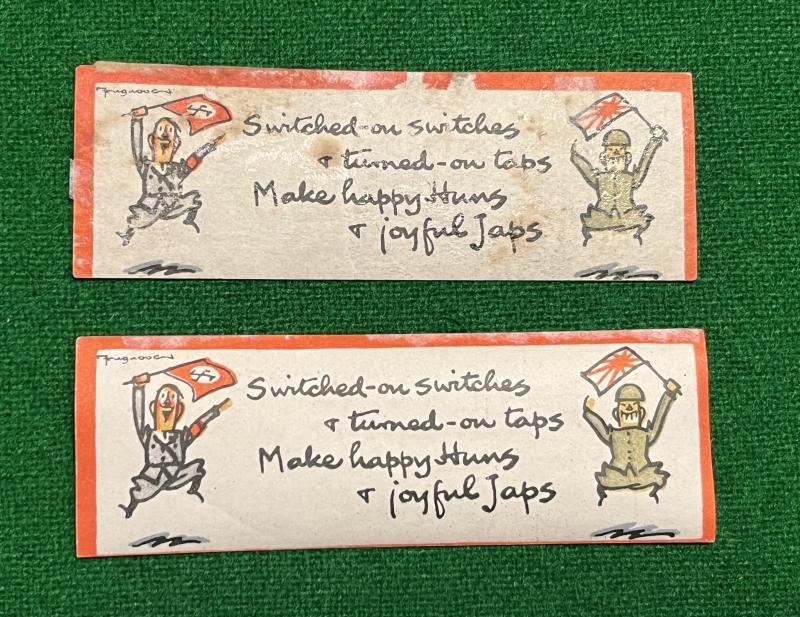 Fougasse
Switched-on switches
& turned-on taps
Make happy Huns
& joyful Japs
Fougasse
Switched-on switches
& turned-on taps
Make happy Huns
& joyful Japs